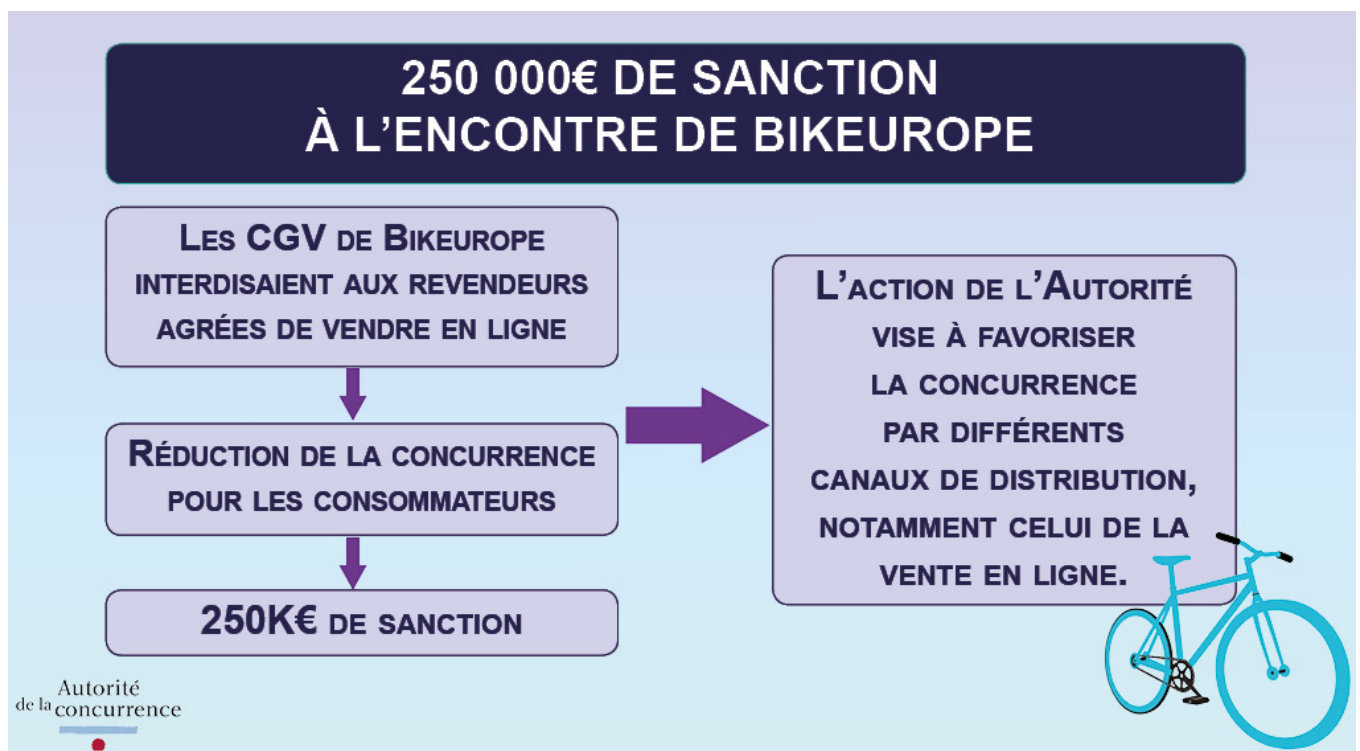 250 000€ DE SANCTION
À L'ENCONTRE DE BIKEUROPE
LES CGV DE BIKEUROPE
INTERDISAIENT AUX REVENDEURS
AGRÉES DE VENDRE EN LIGNE
RÉDUCTION DE LA CONCURRENCE
POUR LES CONSOMMATEURS
250K€ DE SANCTION
L'ACTION DE L'AUTORITÉ
VISE À FAVORISER
LA CONCURRENCE
PAR DIFFÉRENTS
CANAUX DE DISTRIBUTION,
NOTAMMENT CELUI DE LA
VENTE EN LIGNE.
Autorité
de la concurrence